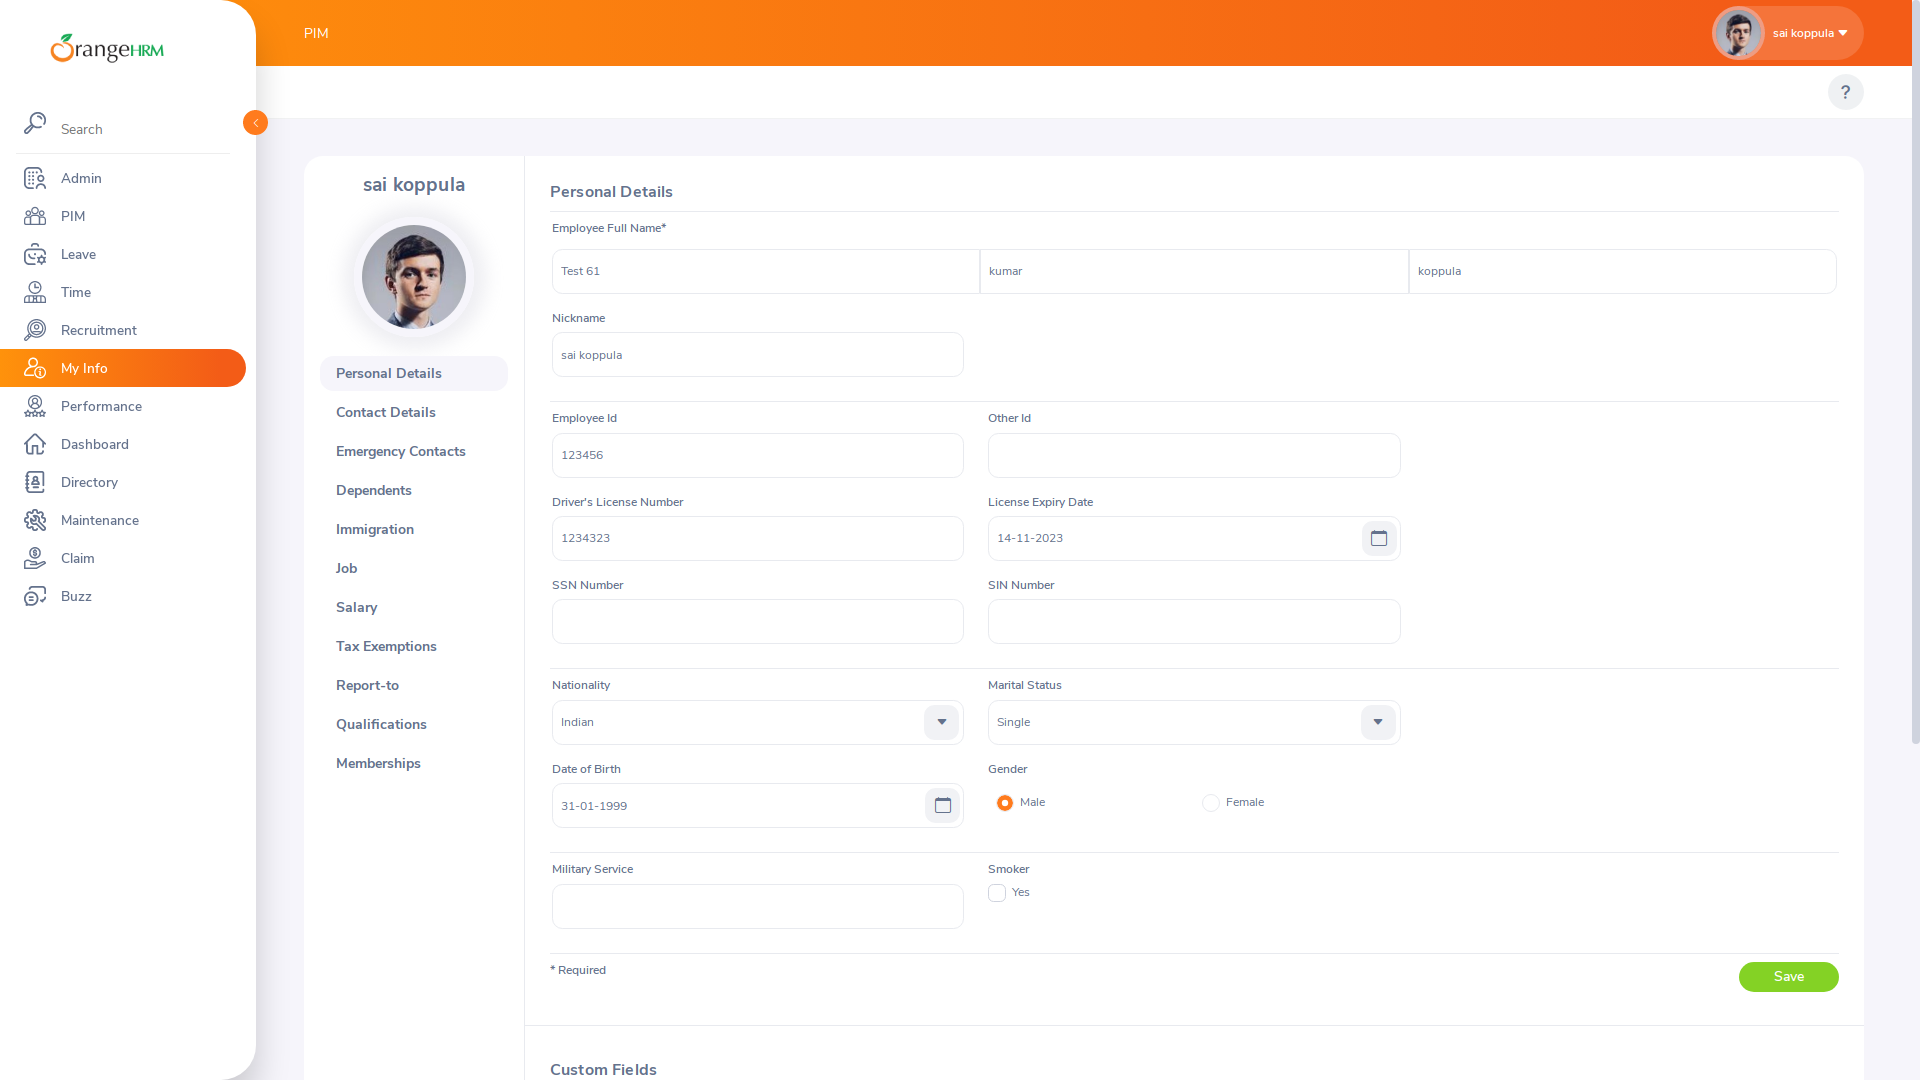 OrangeHRM
PIM
sai koppula
?
Search
Admin
PIM
Leave
Time
Recruitment
My Info
Performance
Dashboard
Directory
Maintenance
Claim
Buzz
sai koppula
Personal Details
Contact Details
Emergency Contacts
Dependents
Immigration
Job
Salary
Tax Exemptions
Report-to
Qualifications
Memberships
Personal Details
Employee Full Name*
Test 61 kumar koppula
Nickname
sai koppula
Employee Id Other Id
123456
Driver's License Number License Expiry Date
1234323 14-11-2023
SSN Number SIN Number
Nationality Marital Status
Indian Single
Date of Birth Gender
31-01-1999 Male Female
Military Service Smoker
Yes
* Required Save
Custom Fields